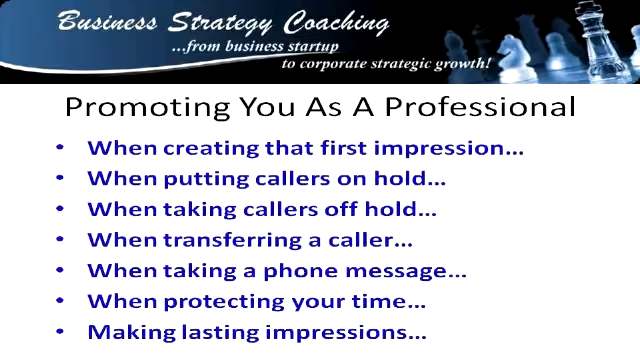 Business Strategy Coaching
...from business startup
to corporate strategic growth!
Promoting You As A Professional
• When creating that first impression...
• When putting callers on hold...
• When taking callers off hold...
• When transferring a caller...
• When taking a phone message...
• When protecting your time...
• Making lasting impressions...